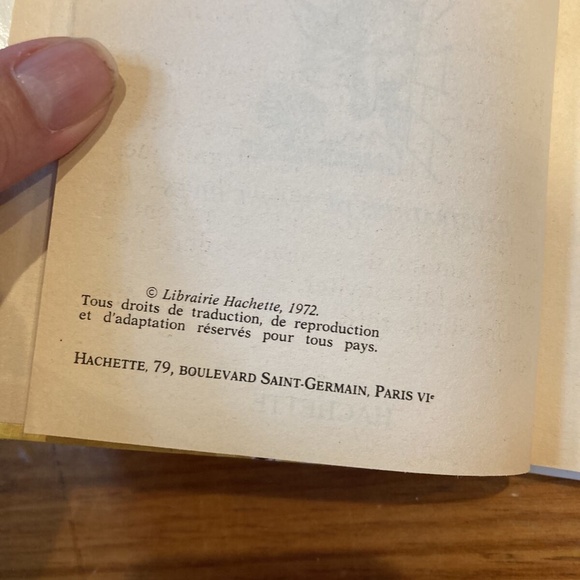 © Librairie Hachette, 1972.
Tous droits de traduction, de reproduction
et d'adaptation réservés pour tous pays.
HACHETTE, 79, BOULEVARD SAINT-GERMAIN, PARIS VIe
HACHETTE